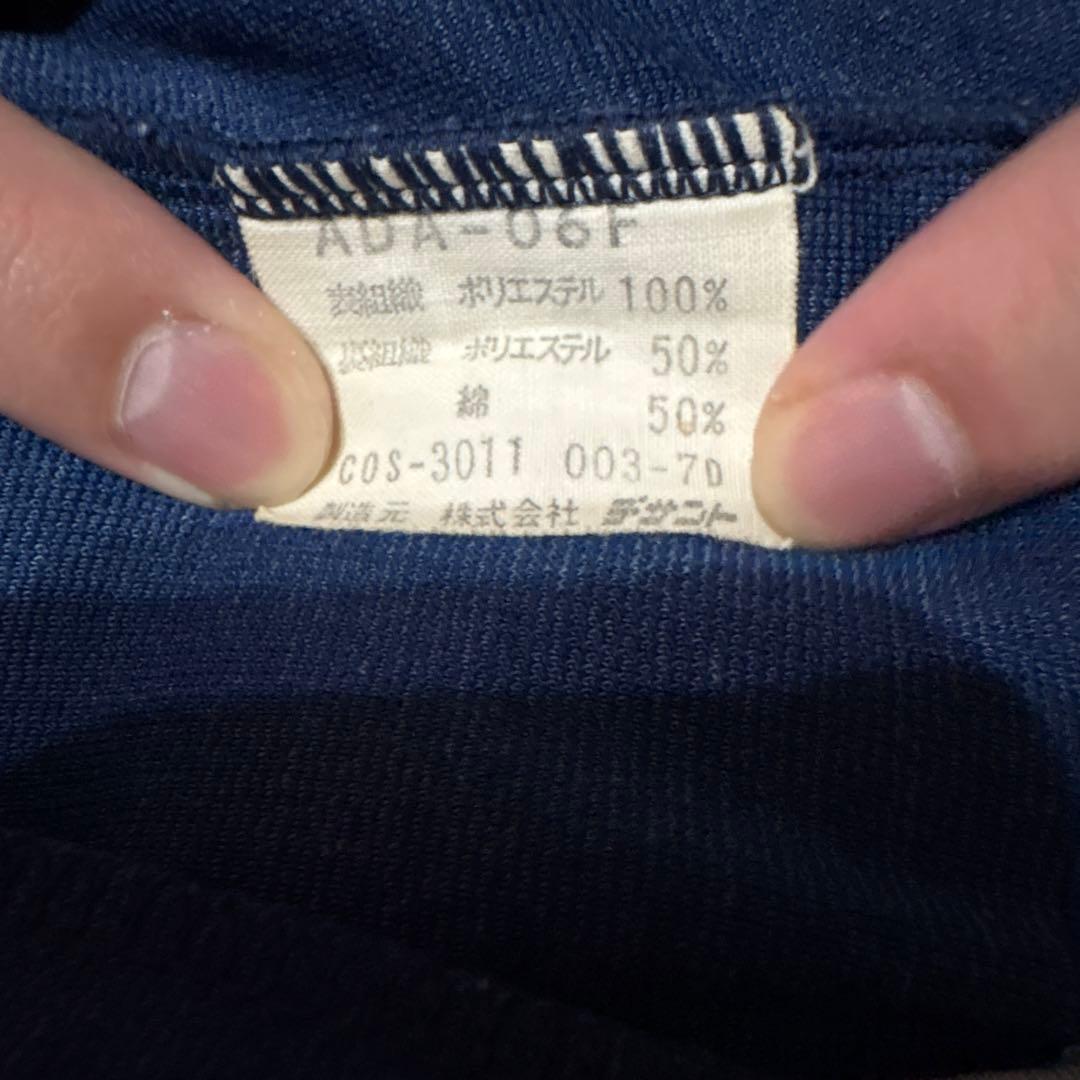 ADA-06F
表組織 ポリエステル 100%
裏組織 ポリエステル 50%
綿 50%
COS-3011 003-7D
製造元 株式会社 デサント